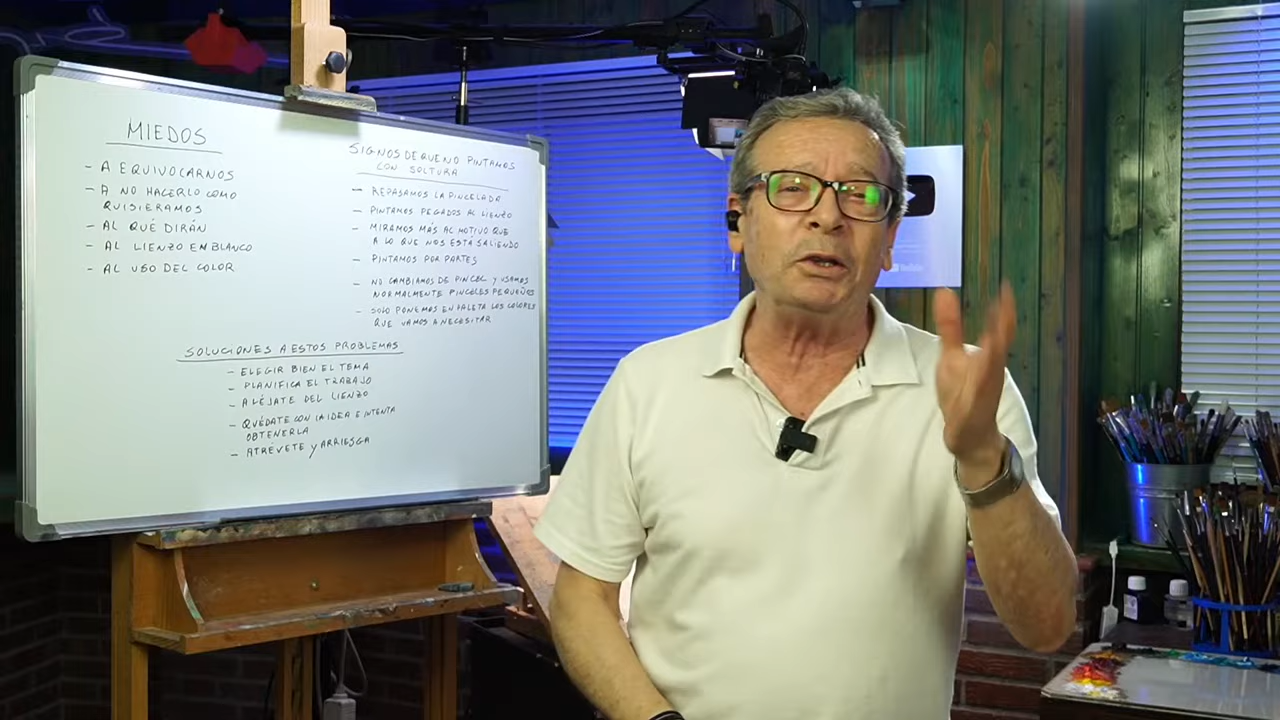 MIEDOS
- A EQUIVOCARNOS
- A NO HACERLO COMO
QUISIERAMOS
- AL QUÉ DIRÁN
- AL LIENZO EN BLANCO
- AL USO DEL COLOR
SIGNOS DE QUE NO PINTAMOS
CON SOLTURA
- REPASAMOS LA PINCELADA
- PINTAMOS PEGADOS AL LIENZO
- MIRAMOS MÁS AL MOTIVO QUE
A LO QUE NOS ESTÁ SALIENDO
- PINTAMOS POR PARTES
- NO CAMBIAMOS DE PINCEL Y USAMOS
NORMALMENTE PINCELES PEQUEÑOS
- SOLO PONEMOS EN PALETA LOS COLORES
QUE VAMOS A NECESITAR
SOLUCIONES A ESTOS PROBLEMAS
- ELEGIR BIEN EL TEMA
- PLANIFICA EL TRABAJO
- ALÉJATE DEL LIENZO
- QUÉDATE CON LA IDEA E INTENTA
OBTENERLA
- ATRÉVETE Y ARRIESGA
YouTube